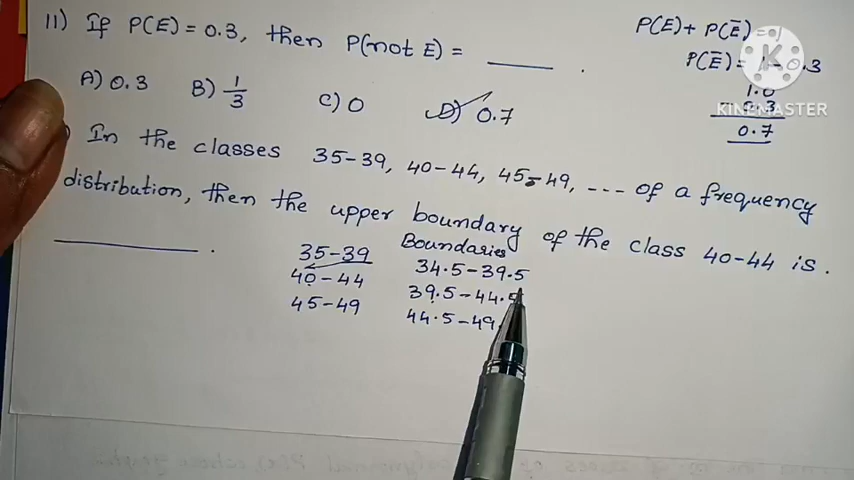 11) If P(E) = 0.3, then P(not E) = ______ .
P(E) + P(E̅) = 1
P(E̅) = 1 - 0.3
1.0
- 0.3
0.7
A) 0.3 B) 1/3 C) 0 D) 0.7
KINEMASTER
In the classes 35-39, 40-44, 45-49, --- of a frequency
distribution, then the upper boundary of the class 40-44 is.
______ .
35-39
40-44
45-49
Boundaries
34.5-39.5
39.5-44.5
44.5-49.